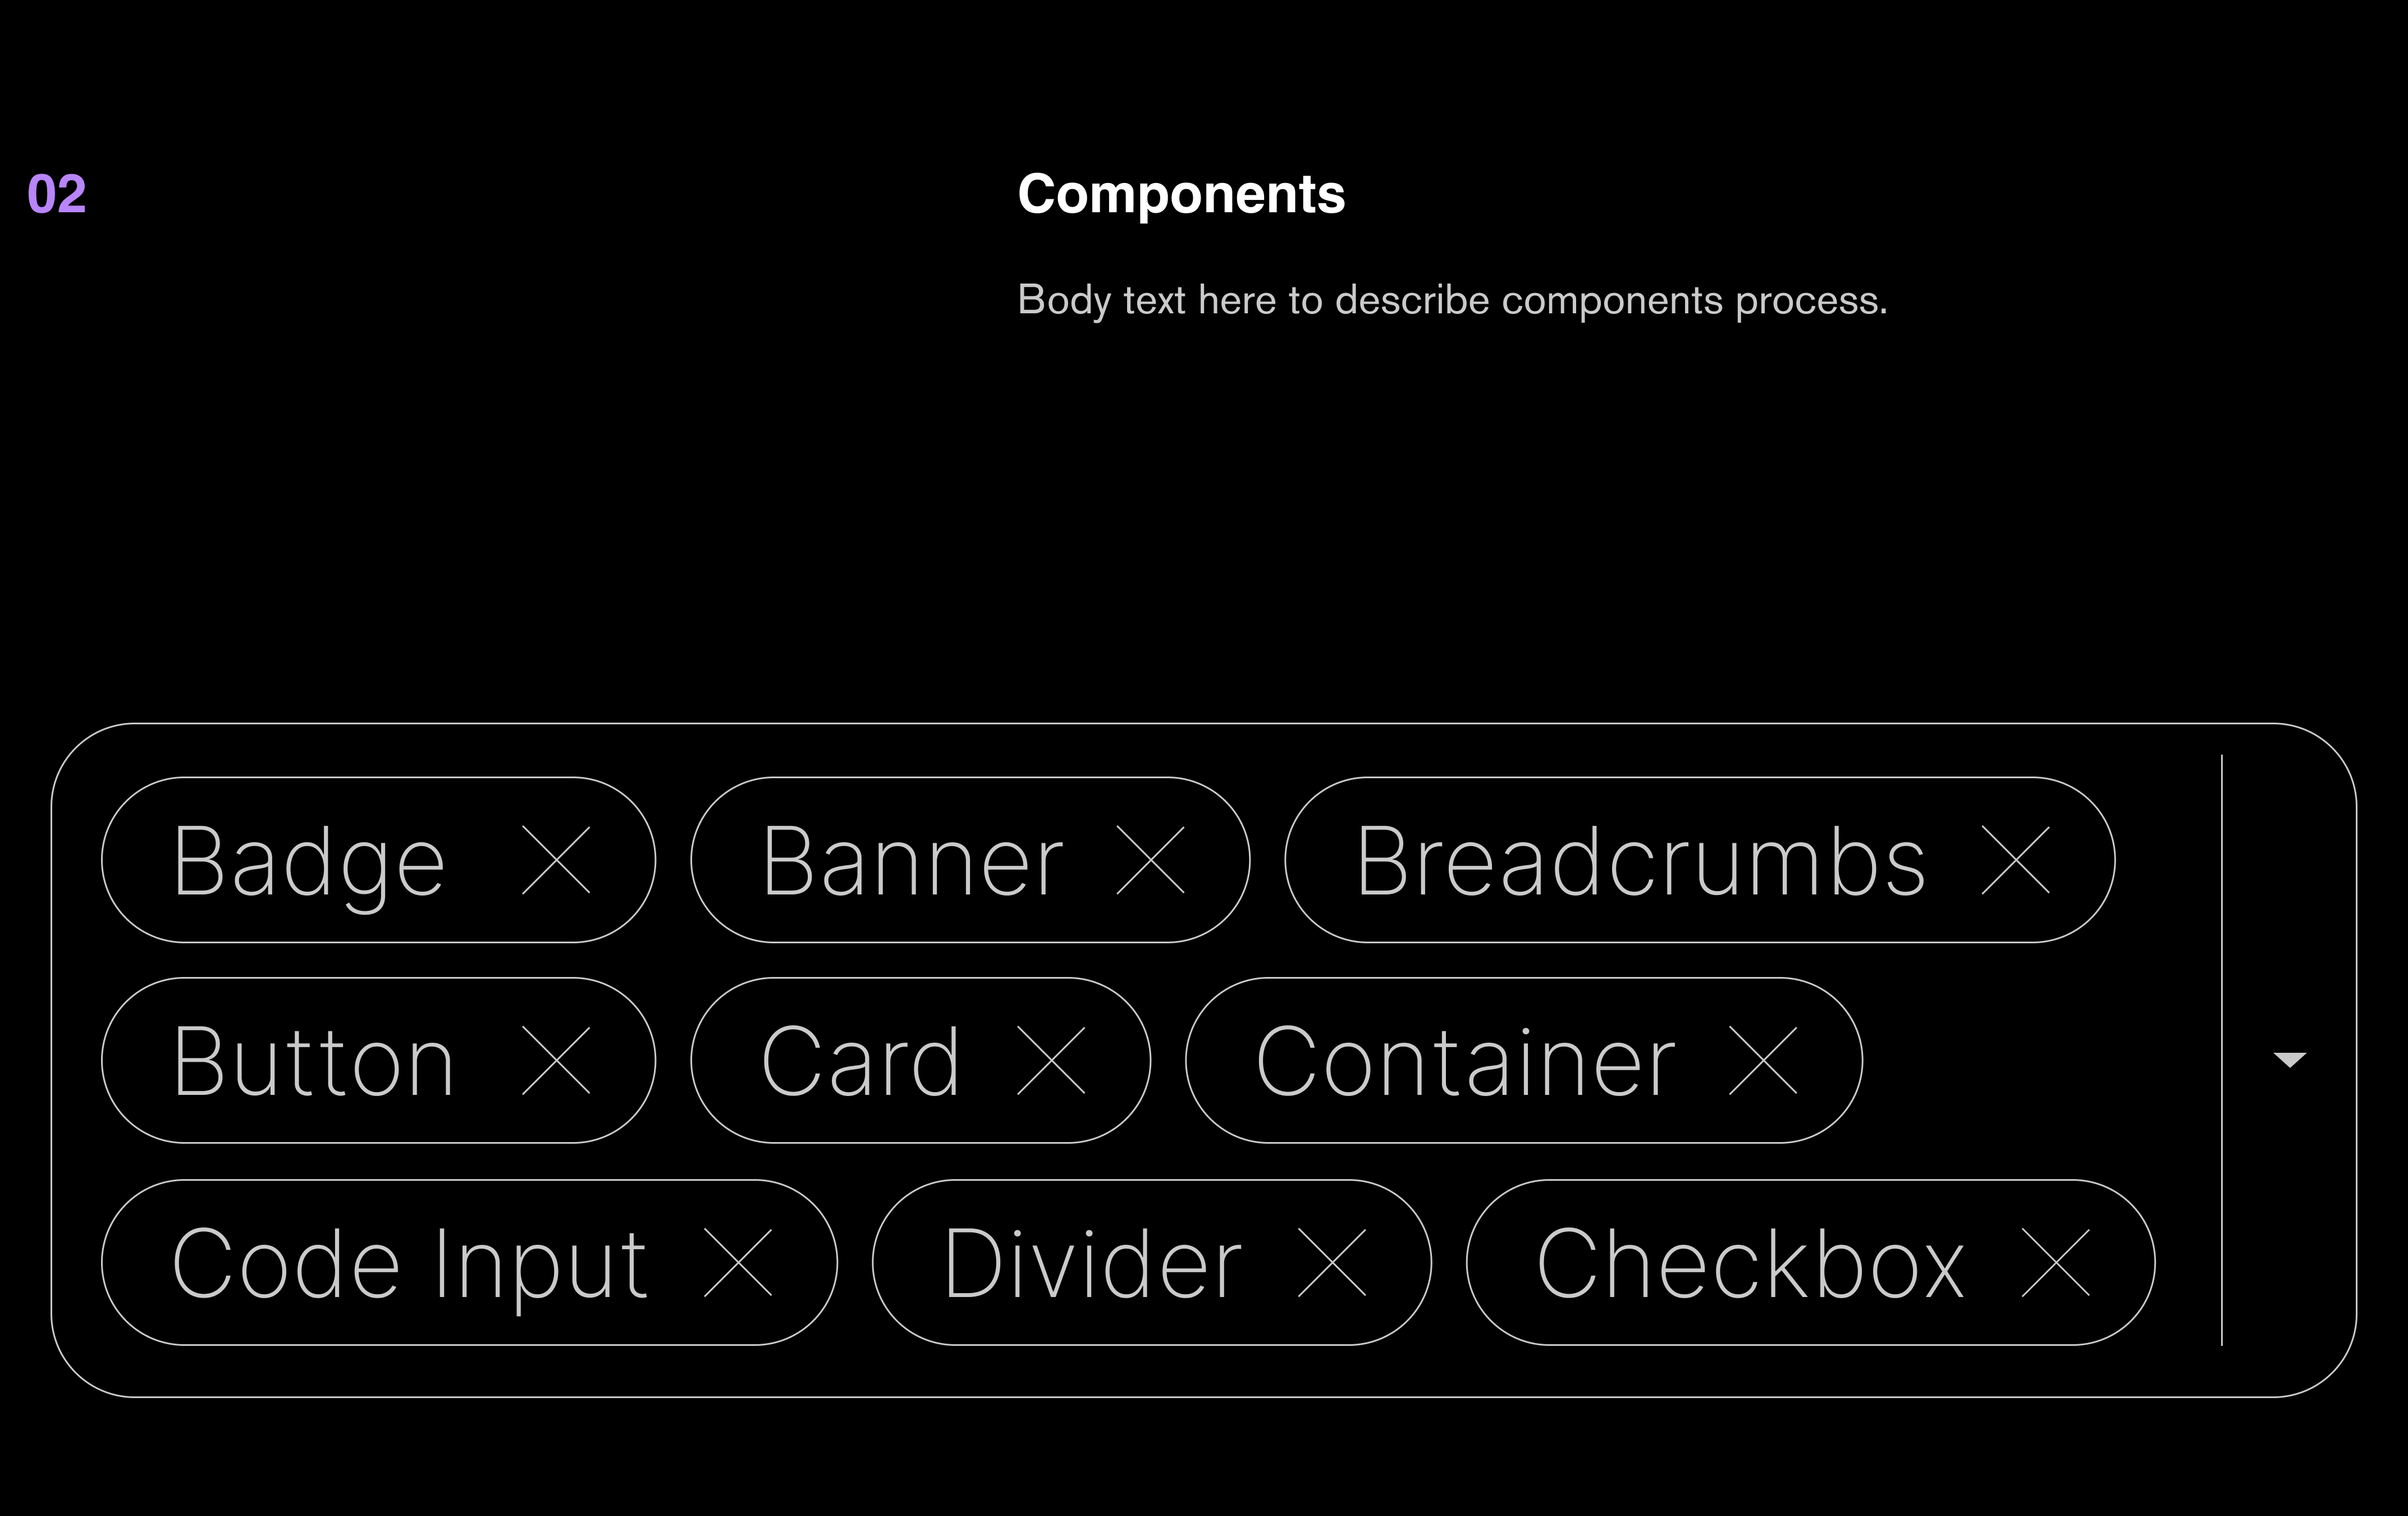 02
Components
Body text here to describe components process.
Badge
Banner
Breadcrumbs
Button
Card
Container
Code Input
Divider
Checkbox